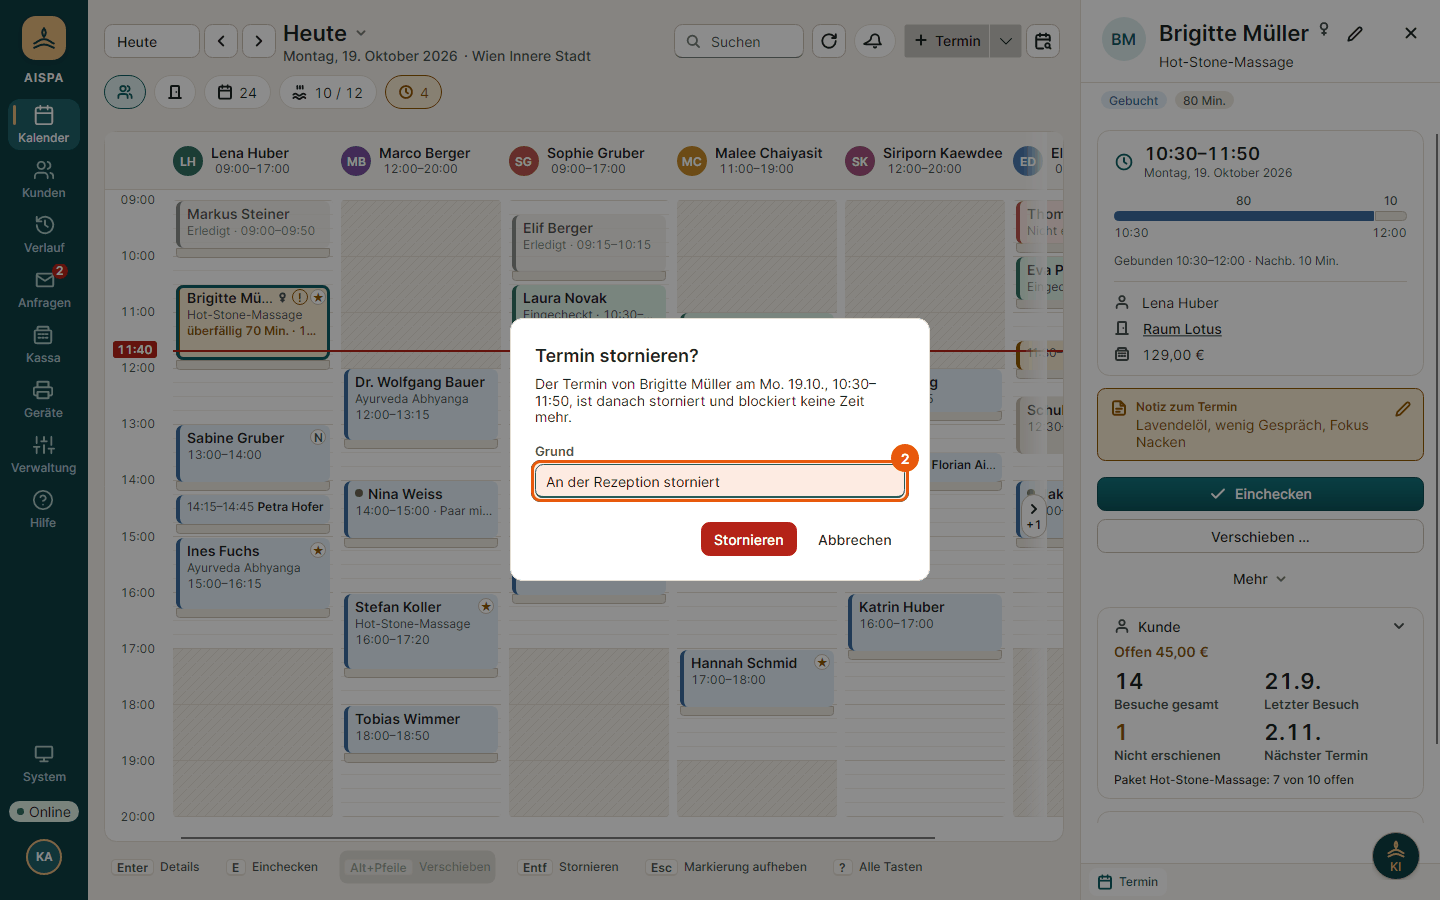 AISPA
Kalender
Kunden
Verlauf
2
Anfragen
Kassa
Geräte
Verwaltung
Hilfe
System
Online
KA
Heute
Heute
Montag, 19. Oktober 2026 · Wien Innere Stadt
Suchen
Termin
24
10 / 12
4
LH
Lena Huber
09:00–17:00
MB
Marco Berger
12:00–20:00
SG
Sophie Gruber
09:00–17:00
MC
Malee Chaiyasit
11:00–19:00
SK
Siriporn Kaewdee
12:00–20:00
ED
09:00
10:00
11:00
11:40
12:00
13:00
14:00
15:00
16:00
17:00
18:00
19:00
20:00
Markus Steiner
Erledigt · 09:00–09:50
Brigitte Mü...
Hot-Stone-Massage
überfällig 70 Min. · 1...
Sabine Gruber
N
13:00–14:00
14:15–14:45 Petra Hofer
Ines Fuchs
Ayurveda Abhyanga
15:00–16:15
Dr. Wolfgang Bauer
Ayurveda Abhyanga
12:00–13:15
Nina Weiss
14:00–15:00 · Paar mi...
Stefan Koller
Hot-Stone-Massage
16:00–17:20
Tobias Wimmer
18:00–18:50
Elif Berger
Erledigt · 09:15–10:15
Laura Novak
Eingecheckt · 10:30–
Hannah Schmid
17:00–18:00
Florian Ai...
Katrin Huber
16:00–17:00
+1
Termin stornieren?
Der Termin von Brigitte Müller am Mo. 19.10., 10:30–
11:50, ist danach storniert und blockiert keine Zeit
mehr.
Grund
2
An der Rezeption storniert
Stornieren
Abbrechen
Enter Details
E Einchecken
Alt+Pfeile Verschieben
Entf Stornieren
Esc Markierung aufheben
? Alle Tasten
BM
Brigitte Müller
Hot-Stone-Massage
Gebucht
80 Min.
10:30–11:50
Montag, 19. Oktober 2026
80
10
10:30
12:00
Gebunden 10:30–12:00 · Nachb. 10 Min.
Lena Huber
Raum Lotus
129,00 €
Notiz zum Termin
Lavendelöl, wenig Gespräch, Fokus
Nacken
Einchecken
Verschieben ...
Mehr
Kunde
Offen 45,00 €
14
Besuche gesamt
21.9.
Letzter Besuch
1
Nicht erschienen
2.11.
Nächster Termin
Paket Hot-Stone-Massage: 7 von 10 offen
KI
Termin